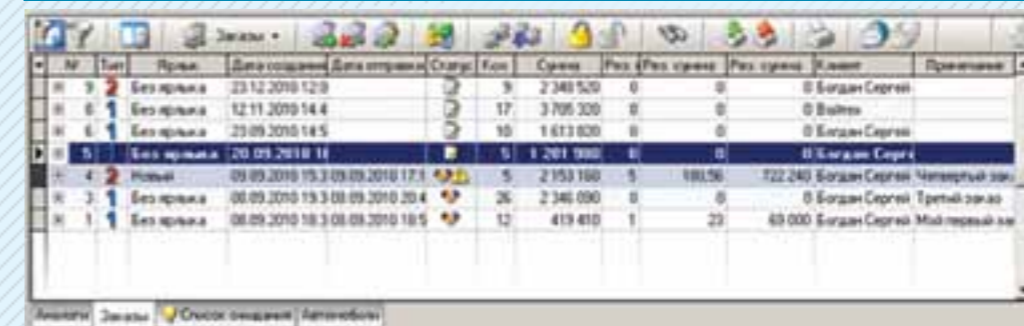 Заказы
№ Тип Ярлык Дата создания Дата отправки Статус Кол Сумма Рез. Рез. сумма Рез. сумма Клиент Примечание
9 2 Без ярлыка 23.12.2010 12:0 9 2 340 520 0 0 0 Богдан Сергей
8 1 Без ярлыка 12.11.2010 14:4 17 3 705 320 0 0 0
6 1 Без ярлыка 23.09.2010 14:5 10 1 613 820 0 0 0 Богдан Сергей
5 Без ярлыка 20.09.2010 5 0 0 0 Богдан Серге
4 2 Новый 09.09.2010 15:3 09.09.2010 17:1 5 2 153 160 5 180,56 722 240 Богдан Сергей Четвертый зак
3 1 Без ярлыка 08.09.2010 19:3 08.09.2010 20:4 26 2 346 090 0 0 0 Богдан Сергей Третий заказ
1 1 Без ярлыка 08.09.2010 18:3 08.09.2010 18:5 12 419 410 1 23 69 000 Богдан Сергей Мой первый за
Аналоги Заказы Список ожидания Автомобили